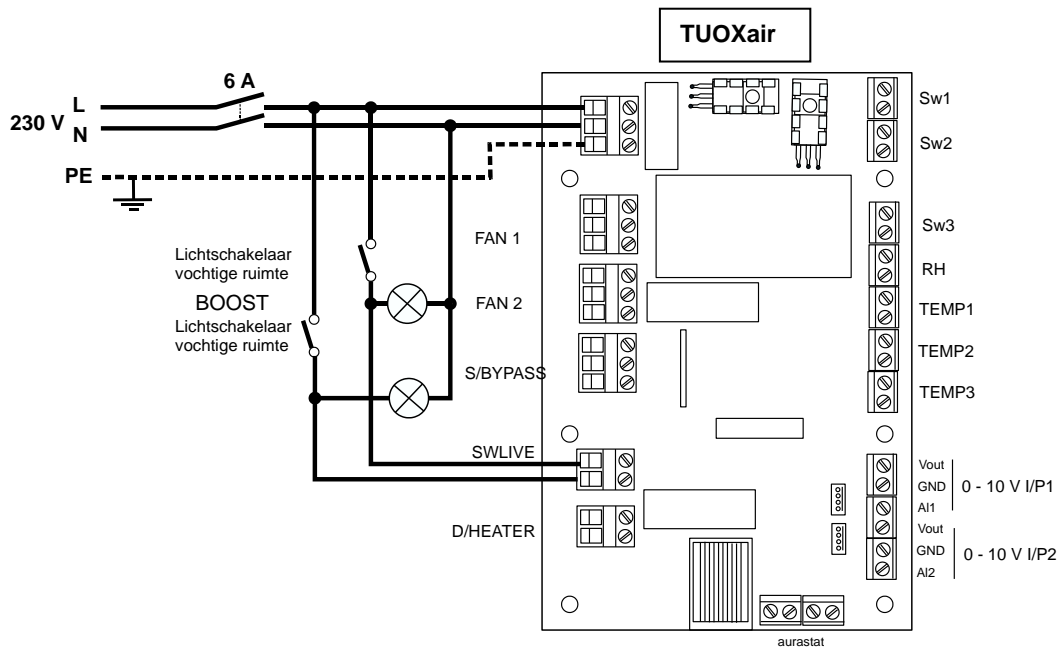 TUOXair
6 A
L
230 V
N
PE
Sw1
Sw2
Sw3
RH
TEMP1
TEMP2
TEMP3
FAN 1
Lichtschakelaar
vochtige ruimte
BOOST
Lichtschakelaar
vochtige ruimte
FAN 2
S/BYPASS
SWLIVE
D/HEATER
Vout
GND
AI1
0 - 10 V I/P1
Vout
GND
AI2
0 - 10 V I/P2
aurastat